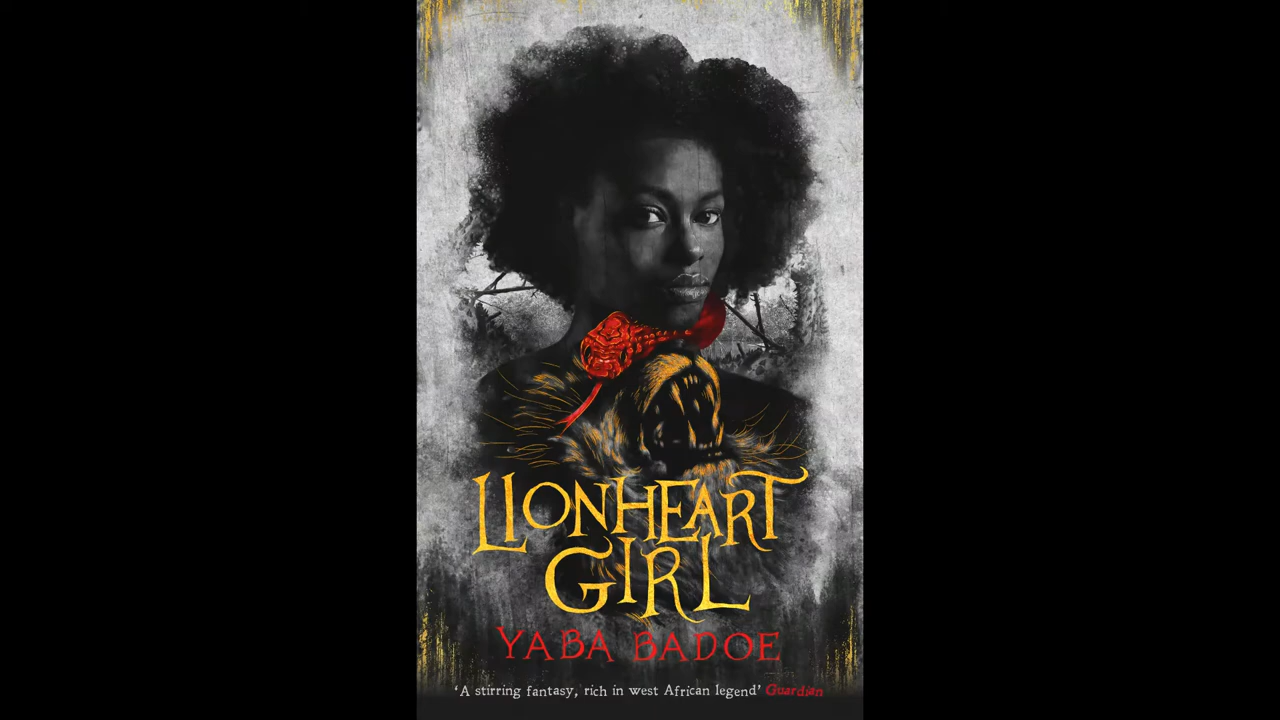 LIONHEART
GIRL
YABA BADOE
‘A stirring fantasy, rich in west African legend’ Guardian